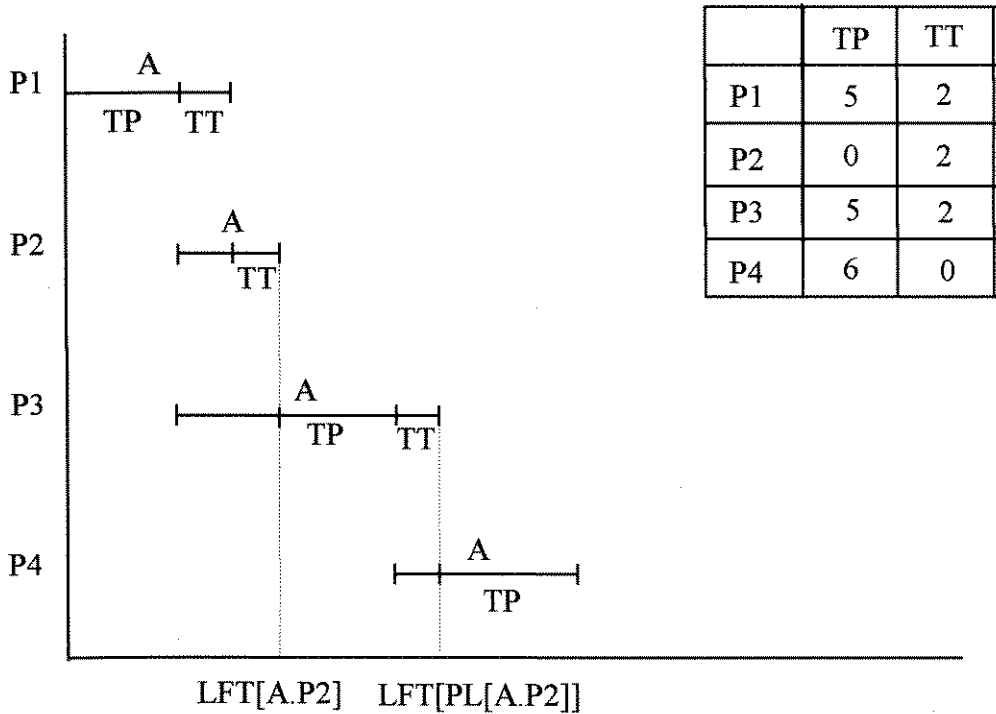 TP TT
P1 5 2
P2 0 2
P3 5 2
P4 6 0
P1
A
TP TT
P2
A
TT
P3
A
TP TT
P4
A
TP
LFT[A.P2] LFT[PL[A.P2]]